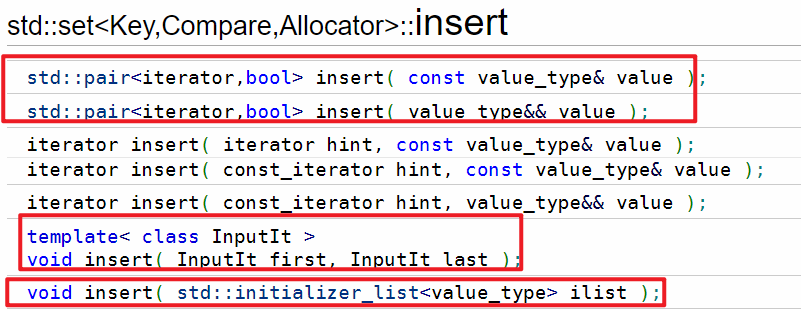 std::set<Key,Compare,Allocator>::insert
std::pair<iterator,bool> insert( const value_type& value );
std::pair<iterator,bool> insert( value_type&& value );
iterator insert( iterator hint, const value_type& value );
iterator insert( const_iterator hint, const value_type& value );
iterator insert( const_iterator hint, value_type&& value );
template< class InputIt >
void insert( InputIt first, InputIt last );
void insert( std::initializer_list<value_type> ilist );